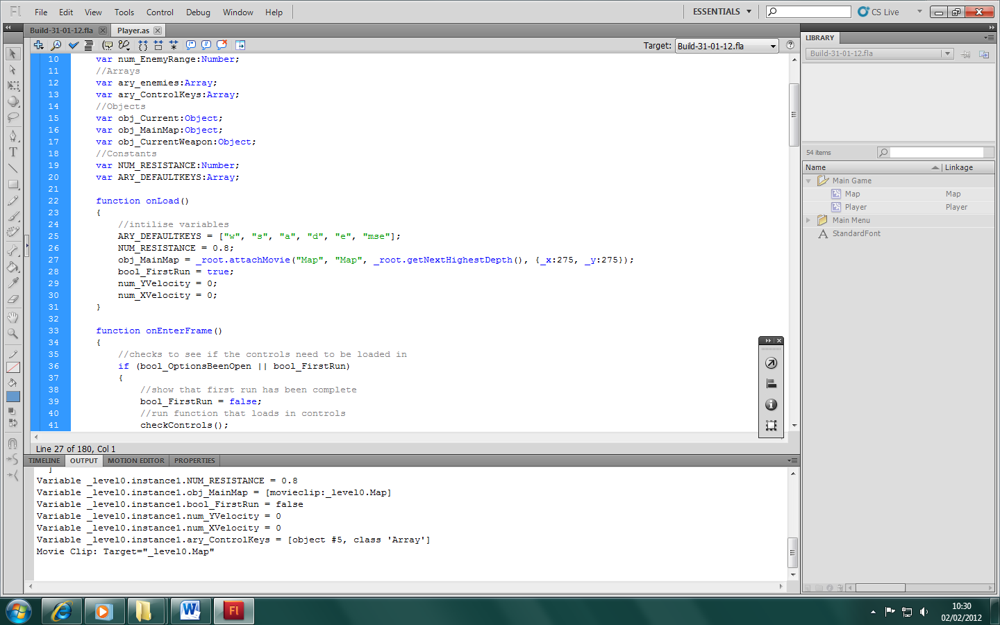 Fl File Edit View Tools Control Debug Window Help ESSENTIALS CS Live
Build-31-01-12.fla Player.as
Target: Build-31-01-12.fla
10 var num_EnemyRange:Number;
11 //Arrays
12 var ary_enemies:Array;
13 var ary_ControlKeys:Array;
14 //Objects
15 var obj_Current:Object;
16 var obj_MainMap:Object;
17 var obj_CurrentWeapon:Object;
18 //Constants
19 var NUM_RESISTANCE:Number;
20 var ARY_DEFAULTKEYS:Array;
21
22 function onLoad()
23 {
24 //intilise variables
25 ARY_DEFAULTKEYS = ["w", "s", "a", "d", "e", "mse"];
26 NUM_RESISTANCE = 0.8;
27 obj_MainMap = _root.attachMovie("Map", "Map", _root.getNextHighestDepth(), {_x:275, _y:275});
28 bool_FirstRun = true;
29 num_YVelocity = 0;
30 num_XVelocity = 0;
31 }
32
33 function onEnterFrame()
34 {
35 //checks to see if the controls need to be loaded in
36 if (bool_OptionsBeenOpen || bool_FirstRun)
37 {
38 //show that first run has been complete
39 bool_FirstRun = false;
40 //run function that loads in controls
41 checkControls();
Line 27 of 180, Col 1
TIMELINE OUTPUT MOTION EDITOR PROPERTIES
]
Variable _level0.instance1.NUM_RESISTANCE = 0.8
Variable _level0.instance1.obj_MainMap = [movieclip:_level0.Map]
Variable _level0.instance1.bool_FirstRun = false
Variable _level0.instance1.num_YVelocity = 0
Variable _level0.instance1.num_XVelocity = 0
Variable _level0.instance1.ary_ControlKeys = [object #5, class 'Array']
Movie Clip: Target="_level0.Map"
LIBRARY
Build-31-01-12.fla
54 items
Name Linkage
Main Game
Map Map
Player Player
Main Menu
StandardFont
Fl
10:30
02/02/2012